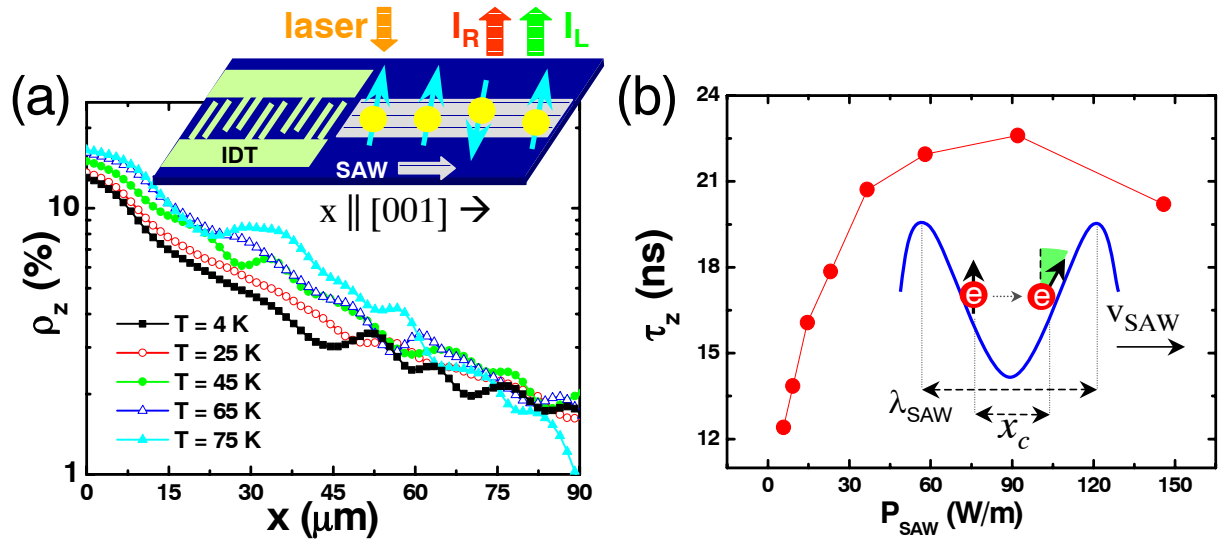 laser I_R I_L
(a)
IDT
SAW
x || [001] →
10
1
ρ_z (%)
T = 4 K
T = 25 K
T = 45 K
T = 65 K
T = 75 K
0 15 30 45 60 75 90
x (μm)
(b)
24
21
18
15
12
τ_z (ns)
e e
v_SAW
λ_SAW
x_c
0 30 60 90 120 150
P_SAW (W/m)